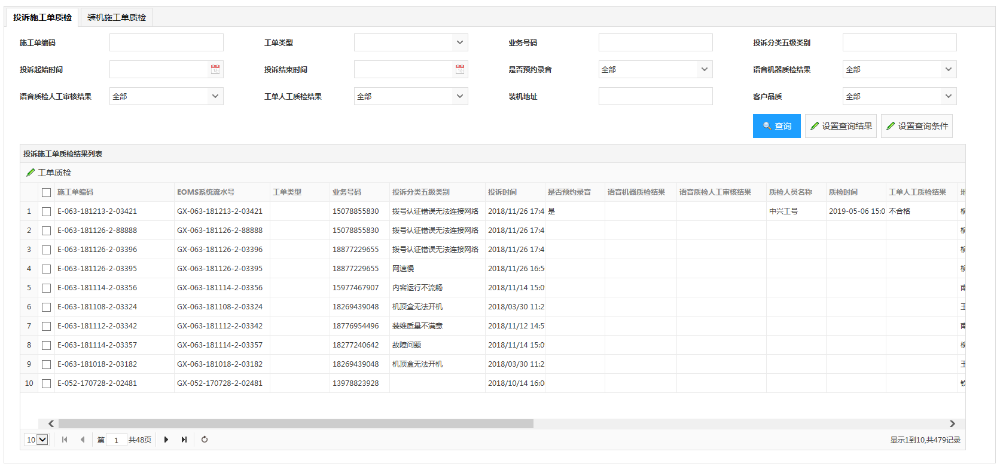 投诉施工单质检 装机施工单质检
施工单编码 工单类型 业务号码 投诉分类五级类别
投诉起始时间 投诉结束时间 是否预约录音 全部 语音机器质检结果 全部
语音质检人工审核结果 全部 工单人工质检结果 全部 装机地址 客户品质 全部
查询 设置查询结果 设置查询条件
投诉施工单质检结果列表
工单质检
施工单编码 EOMS系统流水号 工单类型 业务号码 投诉分类五级类别 投诉时间 是否预约录音 语音机器质检结果 语音质检人工审核结果 质检人员名称 质检时间 工单人工质检结果
1 E-063-181213-2-03421 GX-063-181213-2-03421 15078855830 拨号认证错误无法连接网络 2018/11/26 17:4 是 中兴工号 2019-05-06 15:0 不合格
2 E-063-181126-2-88888 GX-063-181126-2-88888 15078855830 拨号认证错误无法连接网络 2018/11/26 17:4
3 E-063-181126-2-03396 GX-063-181126-2-03396 18877229655 拨号认证错误无法连接网络 2018/11/26 17:4
4 E-063-181126-2-03395 GX-063-181126-2-03395 18877229655 网速慢 2018/11/26 16:5
5 E-063-181114-2-03356 GX-063-181114-2-03356 15977467907 内容运行不流畅 2018/11/14 15:0
6 E-063-181108-2-03324 GX-063-181108-2-03324 18269439048 机顶盒无法开机 2018/03/30 11:2
7 E-063-181112-2-03342 GX-063-181112-2-03342 18776954496 装维质量不满意 2018/11/12 14:5
8 E-063-181114-2-03357 GX-063-181114-2-03357 18277240642 故障问题 2018/11/14 15:0
9 E-063-181018-2-03182 GX-063-181018-2-03182 18269439048 机顶盒无法开机 2018/03/30 11:2
10 E-052-170728-2-02481 GX-052-170728-2-02481 13978823928 2018/10/14 16:0
10 第 1 共48页 显示1到10,共479记录